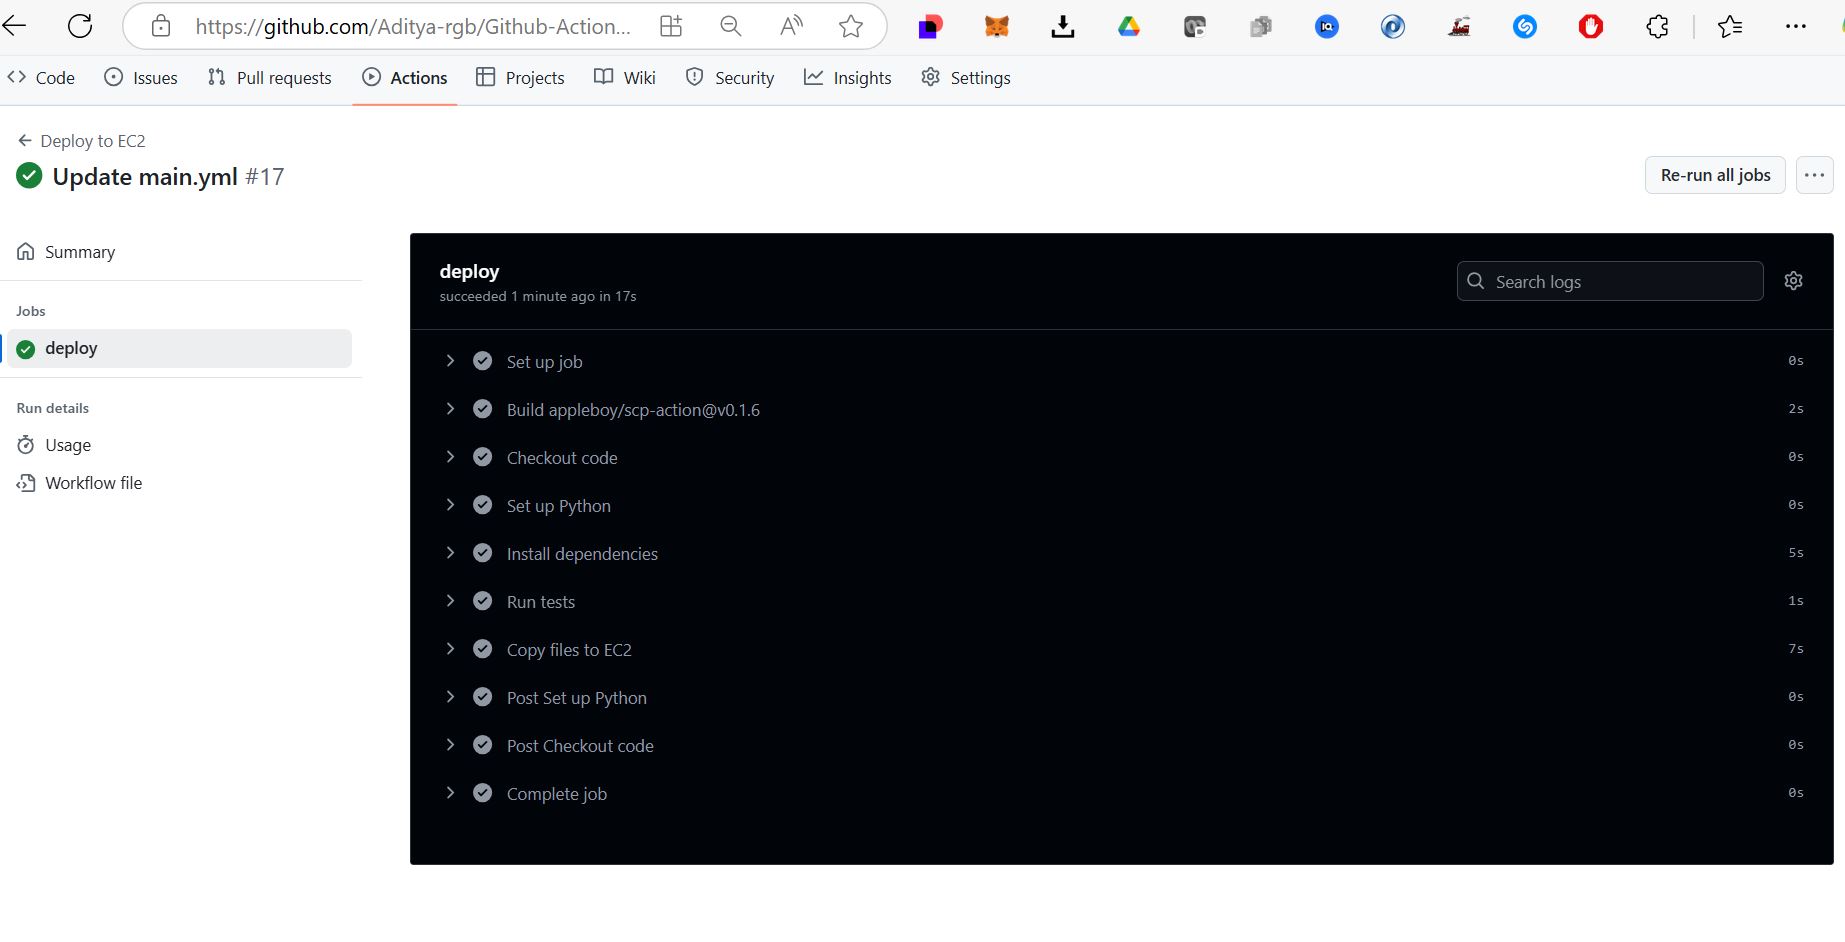 https://github.com/Aditya-rgb/Github-Action...
Code Issues Pull requests Actions Projects Wiki Security Insights Settings
Deploy to EC2
Update main.yml #17
Re-run all jobs
Summary
Jobs
deploy
Run details
Usage
Workflow file
deploy
succeeded 1 minute ago in 17s
Search logs
Set up job 0s
Build appleboy/scp-action@v0.1.6 2s
Checkout code 0s
Set up Python 0s
Install dependencies 5s
Run tests 1s
Copy files to EC2 7s
Post Set up Python 0s
Post Checkout code 0s
Complete job 0s